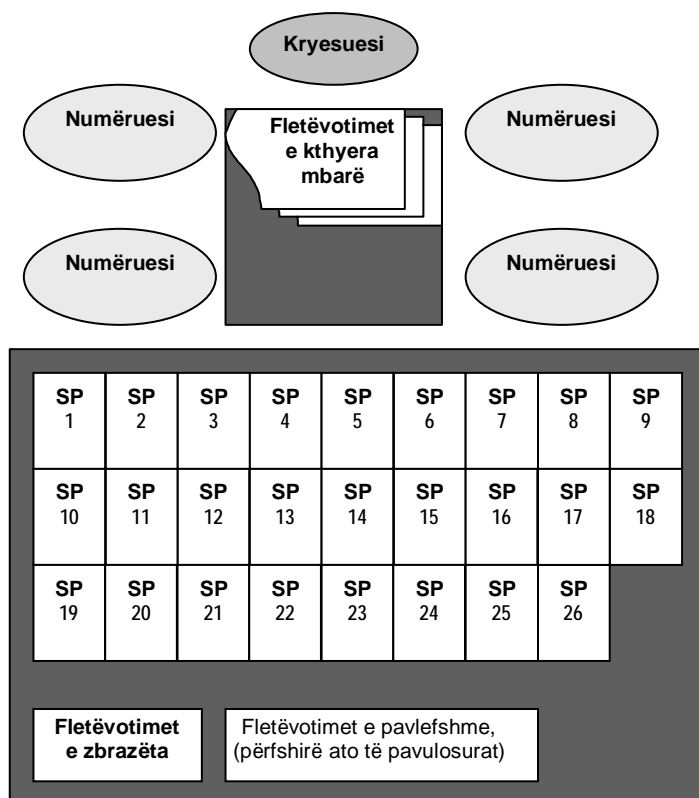 Kryesuesi
Numëruesi
Fletëvotimet
e kthyera
mbarë
Numëruesi
Numëruesi
Numëruesi
SP SP SP SP SP SP SP SP SP
1 2 3 4 5 6 7 8 9
SP SP SP SP SP SP SP SP SP
10 11 12 13 14 15 16 17 18
SP SP SP SP SP SP SP SP
19 20 21 22 23 24 25 26
Fletëvotimet
e zbrazëta
Fletëvotimet e pavlefshme,
(përfshirë ato të pavulosurat)